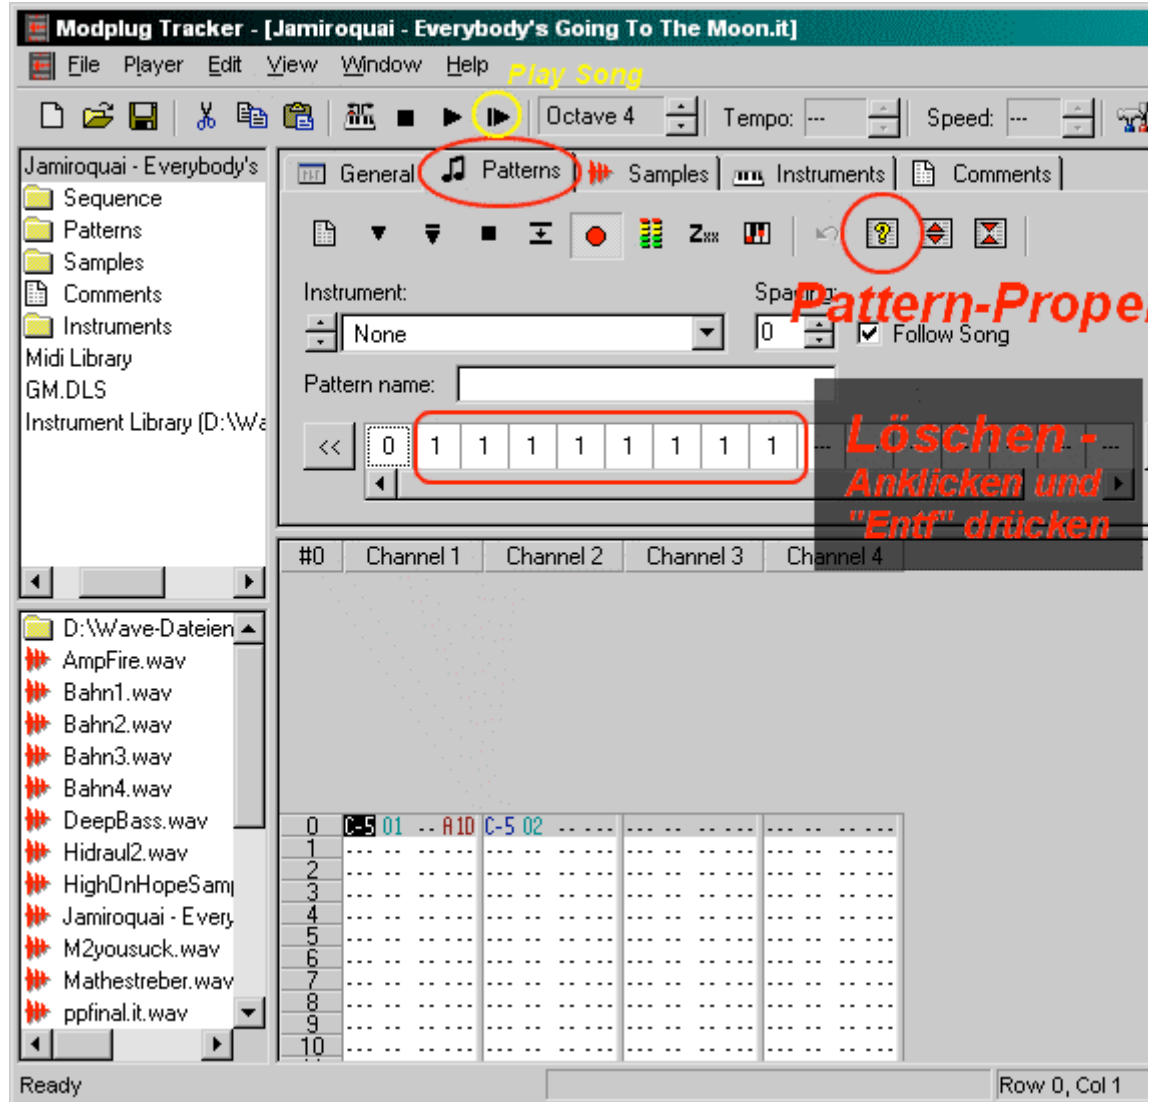 Modplug Tracker - [Jamiroquai - Everybody's Going To The Moon.it]
File Player Edit View Window Help
Play Song
Octave 4 Tempo: --- Speed: ---
Jamiroquai - Everybody's
Sequence
Patterns
Samples
Comments
Instruments
Midi Library
GM.DLS
Instrument Library (D:\Wa
General Patterns Samples Instruments Comments
Zxx
Pattern-Prope
Instrument: Spacing:
None 0 Follow Song
Pattern name:
<< 0 1 1 1 1 1 1 1 1
Löschen -
Anklicken und
"Entf" drücken
#0 Channel 1 Channel 2 Channel 3 Channel 4
D:\Wave-Dateien
AmpFire.wav
Bahn1.wav
Bahn2.wav
Bahn3.wav
Bahn4.wav
DeepBass.wav
Hidraul2.wav
HighOnHopeSam
Jamiroquai - Every
M2yousuck.wav
Mathestreber.wav
ppfinal.it.wav
0 C-5 01 .. A1D C-5 02 .. ... ... .. .. ... ... .. .. ...
1 ... .. .. ... ... .. .. ... ... .. .. ... ... .. .. ...
2 ... .. .. ... ... .. .. ... ... .. .. ... ... .. .. ...
3 ... .. .. ... ... .. .. ... ... .. .. ... ... .. .. ...
4 ... .. .. ... ... .. .. ... ... .. .. ... ... .. .. ...
5 ... .. .. ... ... .. .. ... ... .. .. ... ... .. .. ...
6 ... .. .. ... ... .. .. ... ... .. .. ... ... .. .. ...
7 ... .. .. ... ... .. .. ... ... .. .. ... ... .. .. ...
8 ... .. .. ... ... .. .. ... ... .. .. ... ... .. .. ...
9 ... .. .. ... ... .. .. ... ... .. .. ... ... .. .. ...
10 ... .. .. ... ... .. .. ... ... .. .. ... ... .. .. ...
Ready Row 0, Col 1